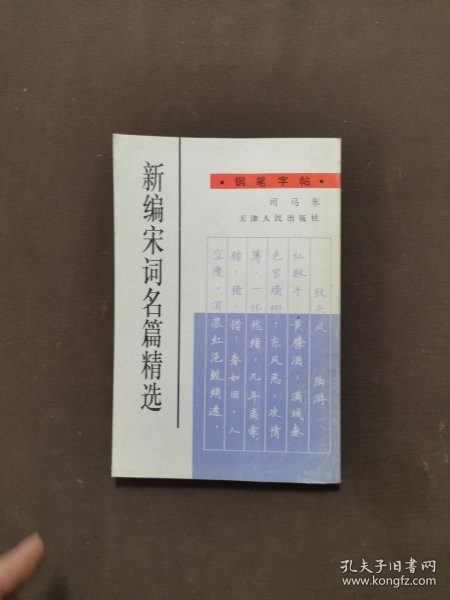 新编宋词名篇精选
★钢笔字帖★
司马东
天津人民出版社
钗头凤 陆游
红酥手,黄縢酒,满城春
色宫墙柳。东风恶,欢情
薄,一怀愁绪,几年离索。
错,错,错。春如旧,人
空瘦,泪痕红浥鲛绡透。
孔夫子旧书网
www.kongfz.com